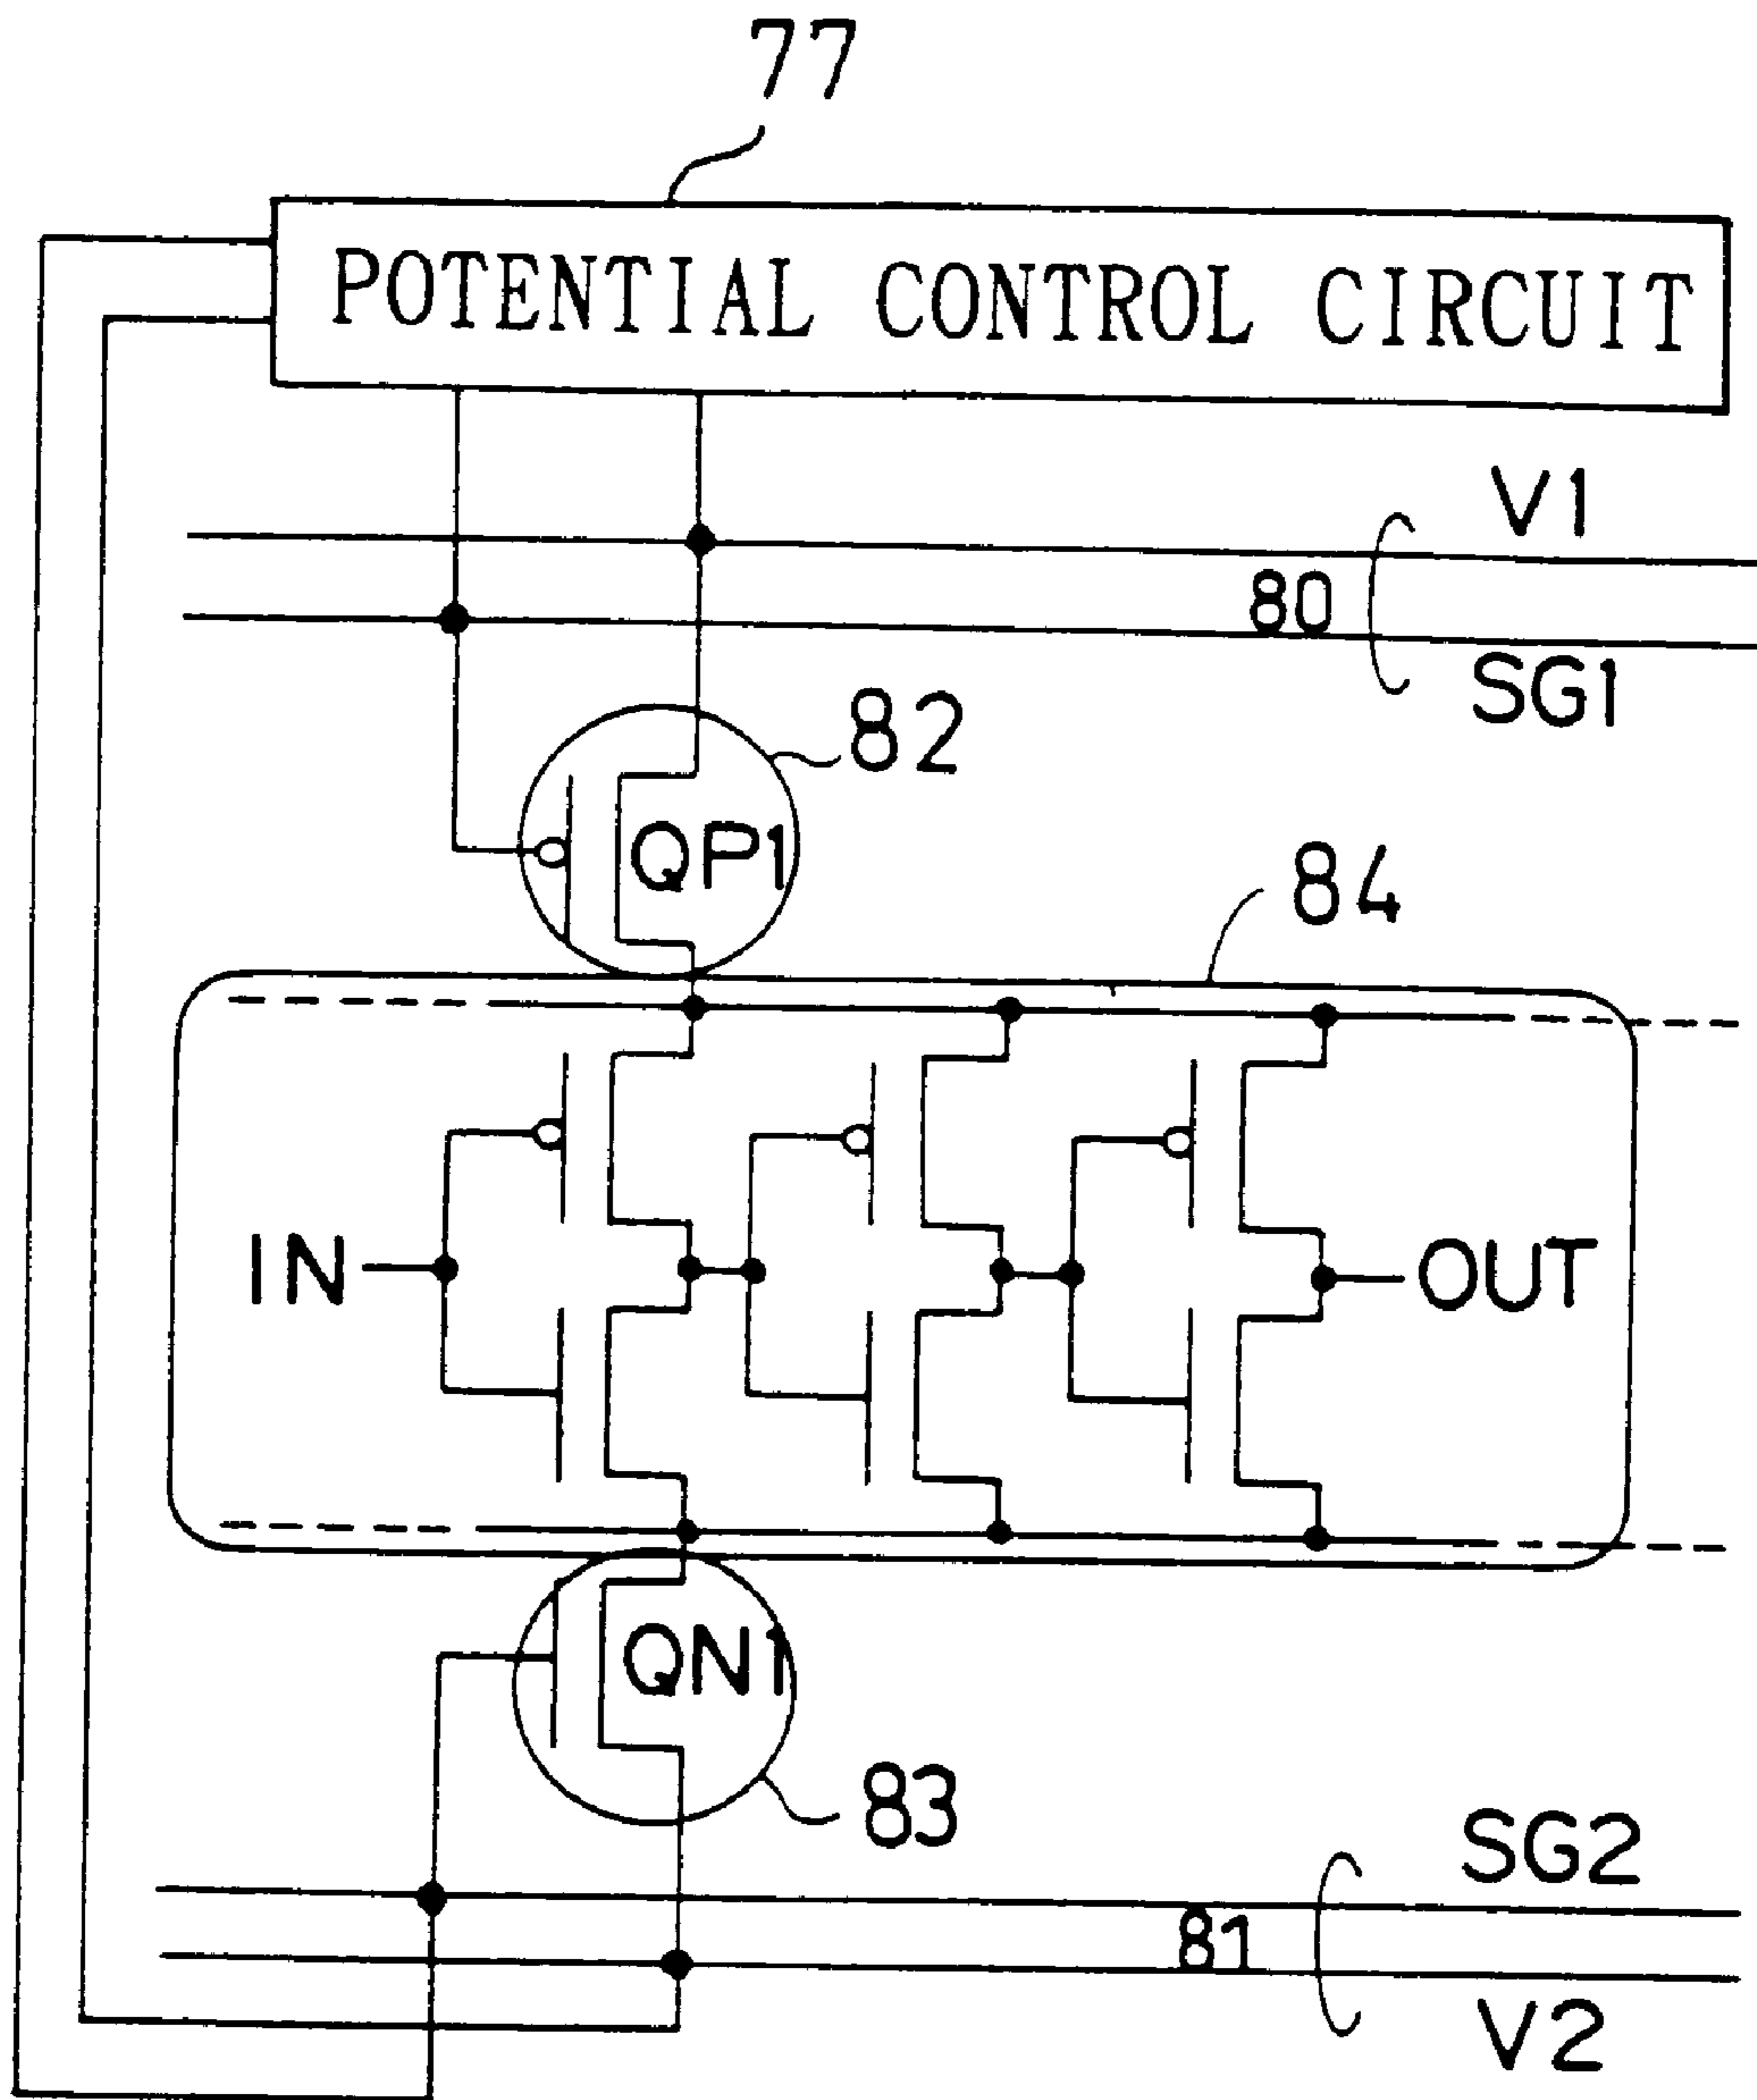 77
POTENTIAL CONTROL CIRCUIT
V1
80
SG1
82
QP1
84
IN
OUT
QN1
83
SG2
81
V2